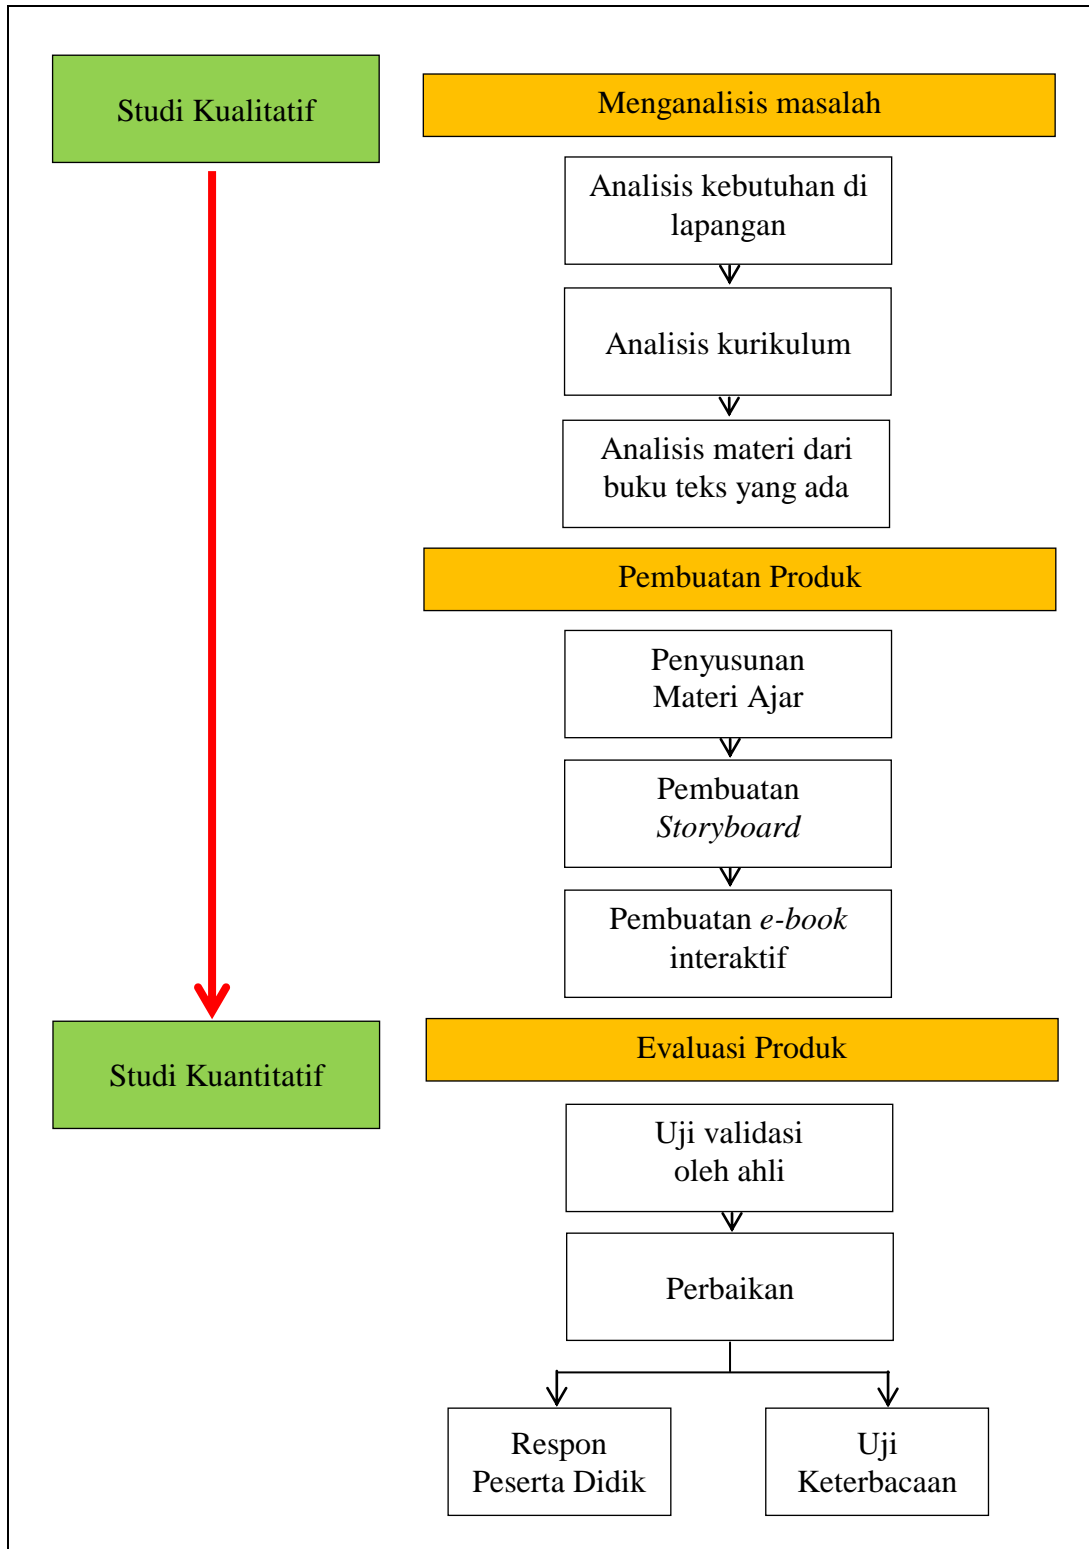 Studi Kualitatif
Menganalisis masalah
Analisis kebutuhan di
lapangan
Analisis kurikulum
Analisis materi dari
buku teks yang ada
Pembuatan Produk
Penyusunan
Materi Ajar
Pembuatan
Storyboard
Pembuatan e-book
interaktif
Studi Kuantitatif
Evaluasi Produk
Uji validasi
oleh ahli
Perbaikan
Respon
Peserta Didik
Uji
Keterbacaan